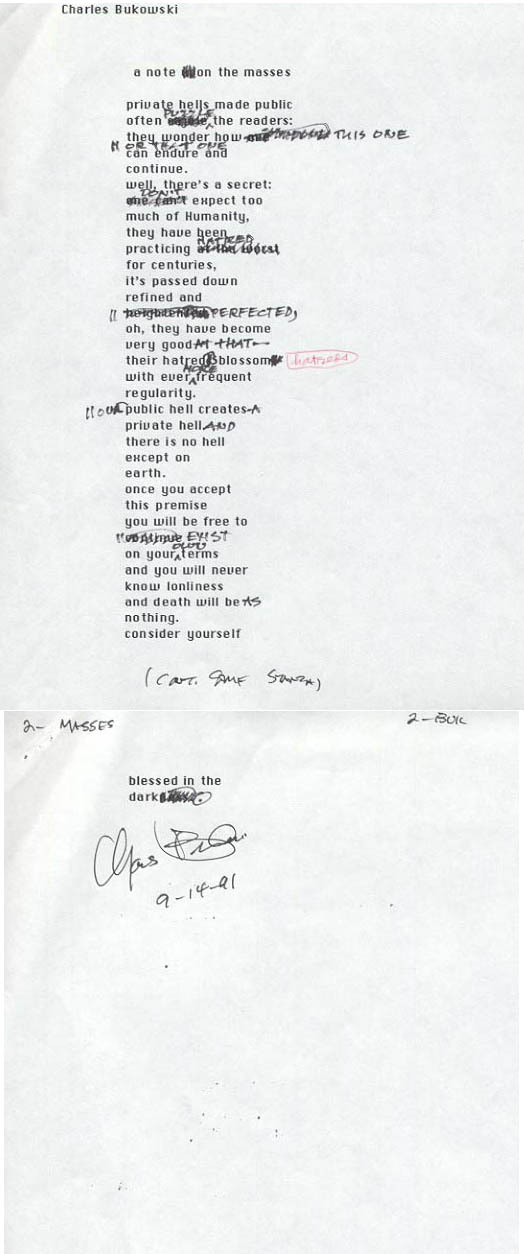 Charles Bukowski
a note on the masses
private hells made public
often PUZZLE the readers:
they wonder how THIS ONE
OR THAT ONE
can endure and
continue.
well, there's a secret:
DON'T expect too
much of Humanity,
they have been
practicing HATRED
for centuries,
it's passed down
refined and
PERFECTED,
oh, they have become
very good AT THAT—
their hatred blossom hatreds
with ever MORE frequent
regularity.
OUR public hell creates A
private hell AND
there is no hell
except on
earth.
once you accept
this premise
you will be free to
EXIST
on your OWN terms
and you will never
know lonliness
and death will be AS
nothing.
consider yourself
(CONT. SAME STANZA)
2- MASSES
2-BUK
blessed in the
dark.
9-14-91